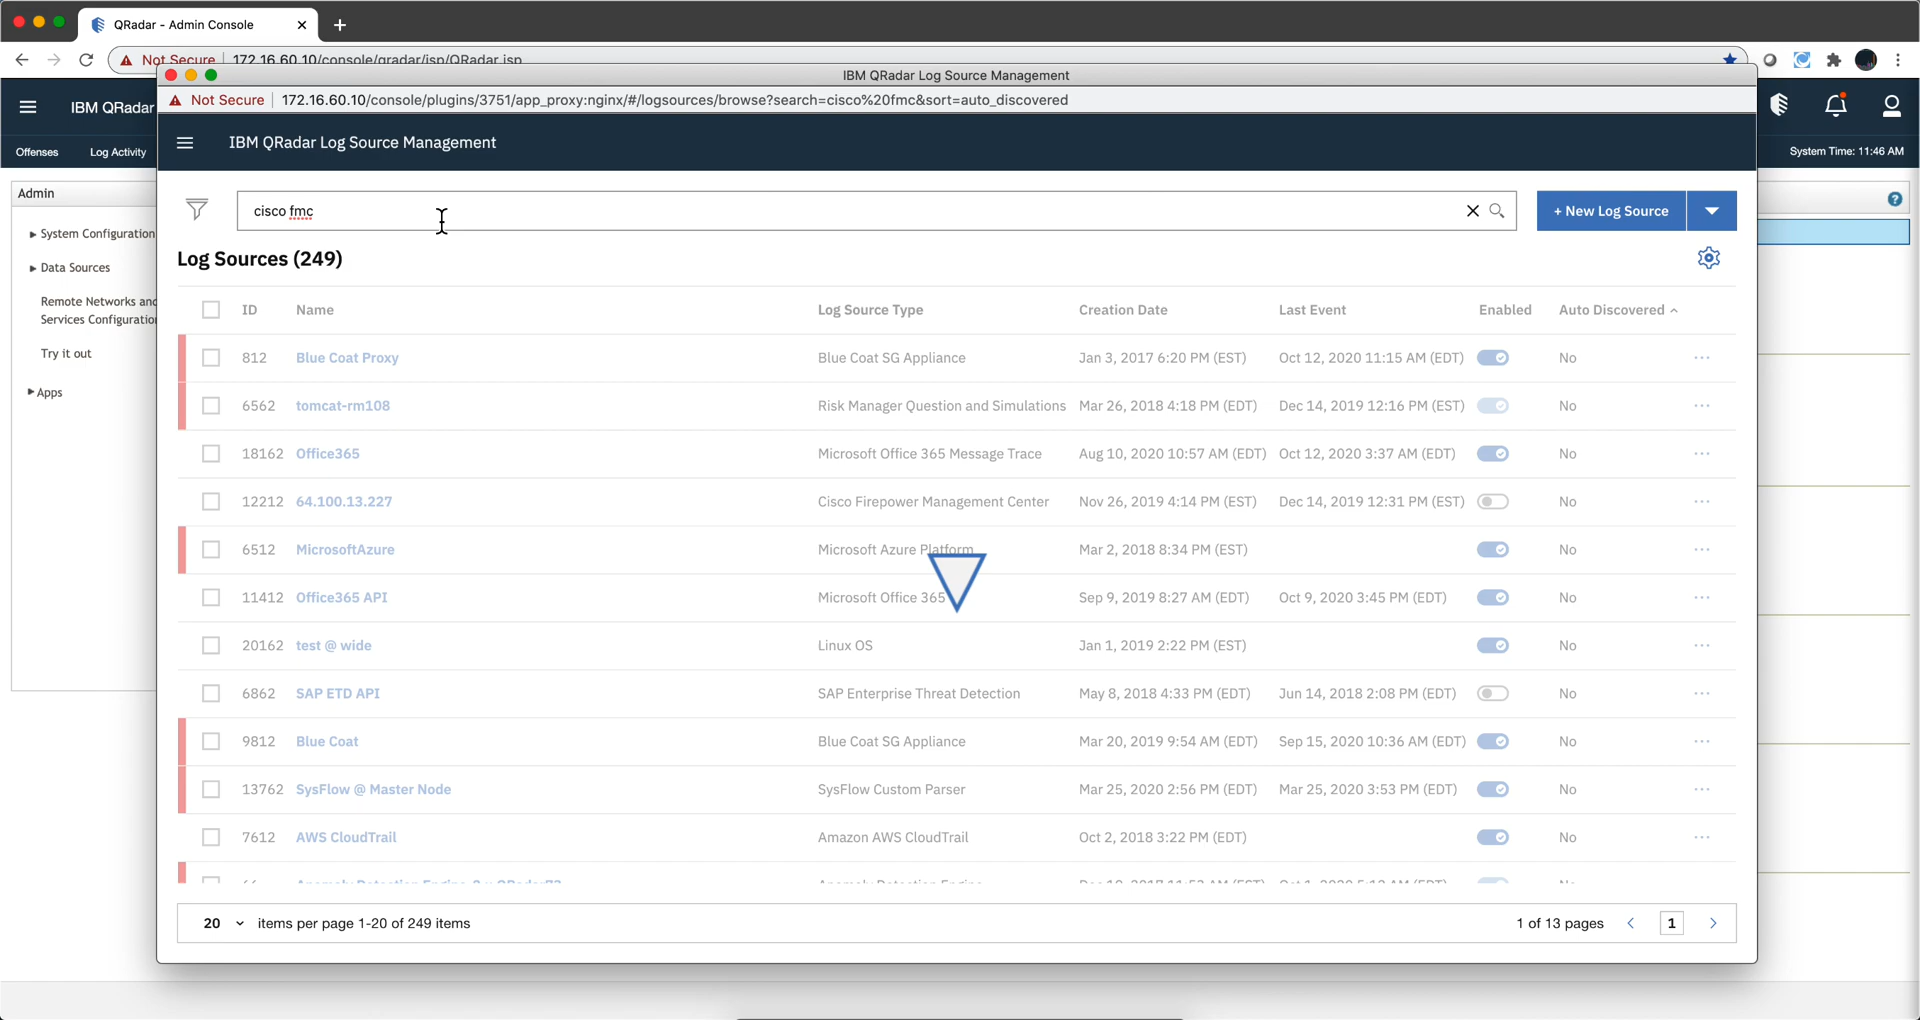 QRadar - Admin Console
Not Secure 172.16.60.10/console/qradar/jsp/QRadar.jsp
IBM QRadar Log Source Management
Not Secure 172.16.60.10/console/plugins/3751/app_proxy:nginx/#/logsources/browse?search=cisco%20fmc&sort=auto_discovered
IBM QRadar
IBM QRadar Log Source Management
Offenses Log Activity
System Time: 11:46 AM
Admin
System Configuration
Data Sources
Remote Networks and
Services Configuration
Try it out
Apps
cisco fmc
+ New Log Source
Log Sources (249)
ID Name Log Source Type Creation Date Last Event Enabled Auto Discovered
812 Blue Coat Proxy Blue Coat SG Appliance Jan 3, 2017 6:20 PM (EST) Oct 12, 2020 11:15 AM (EDT) No ...
6562 tomcat-rm108 Risk Manager Question and Simulations Mar 26, 2018 4:18 PM (EDT) Dec 14, 2019 12:16 PM (EST) No ...
18162 Office365 Microsoft Office 365 Message Trace Aug 10, 2020 10:57 AM (EDT) Oct 12, 2020 3:37 AM (EDT) No ...
12212 64.100.13.227 Cisco Firepower Management Center Nov 26, 2019 4:14 PM (EST) Dec 14, 2019 12:31 PM (EST) No ...
6512 MicrosoftAzure Microsoft Azure Platform Mar 2, 2018 8:34 PM (EST) No ...
11412 Office365 API Microsoft Office 365 Sep 9, 2019 8:27 AM (EDT) Oct 9, 2020 3:45 PM (EDT) No ...
20162 test @ wide Linux OS Jan 1, 2019 2:22 PM (EST) No ...
6862 SAP ETD API SAP Enterprise Threat Detection May 8, 2018 4:33 PM (EDT) Jun 14, 2018 2:08 PM (EDT) No ...
9812 Blue Coat Blue Coat SG Appliance Mar 20, 2019 9:54 AM (EDT) Sep 15, 2020 10:36 AM (EDT) No ...
13762 SysFlow @ Master Node SysFlow Custom Parser Mar 25, 2020 2:56 PM (EDT) Mar 25, 2020 3:53 PM (EDT) No ...
7612 AWS CloudTrail Amazon AWS CloudTrail Oct 2, 2018 3:22 PM (EDT) No ...
20 items per page 1-20 of 249 items
1 of 13 pages 1